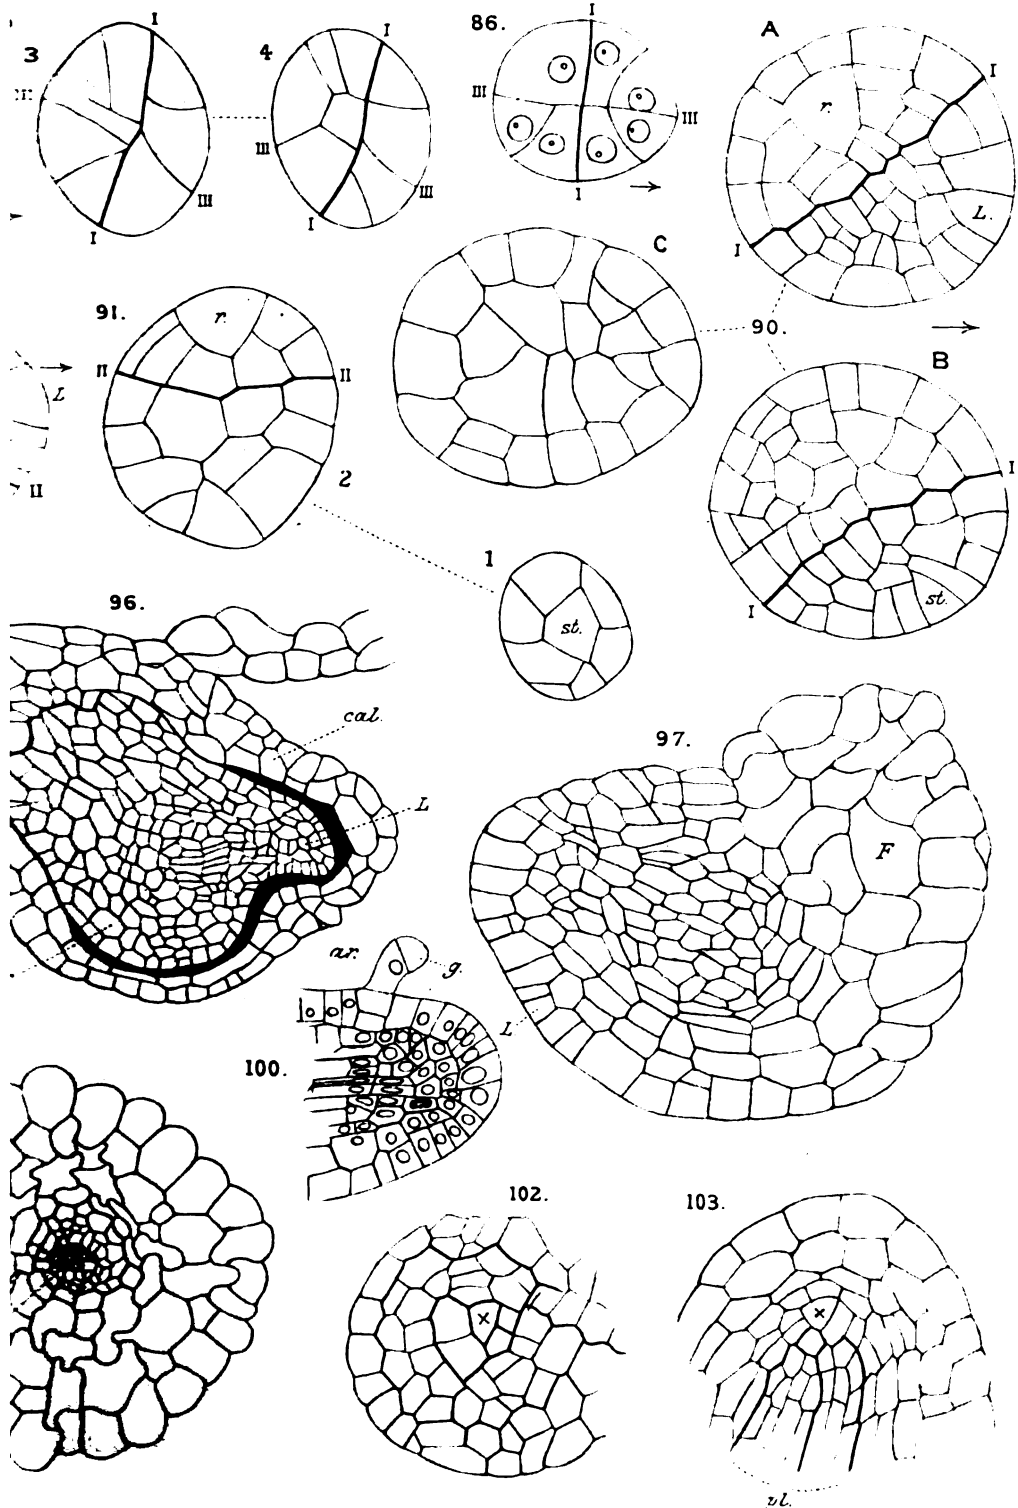 3
I
I
III
4
I
III
III
I
86.
I
III
III
I
A
I
r.
L.
I
91.
r.
II
II
2
L
II
C
90.
B
I
I
st.
1
st.
96.
cal.
L
97.
F
L
ar.
g.
100.
102.
x
103.
x
vl.